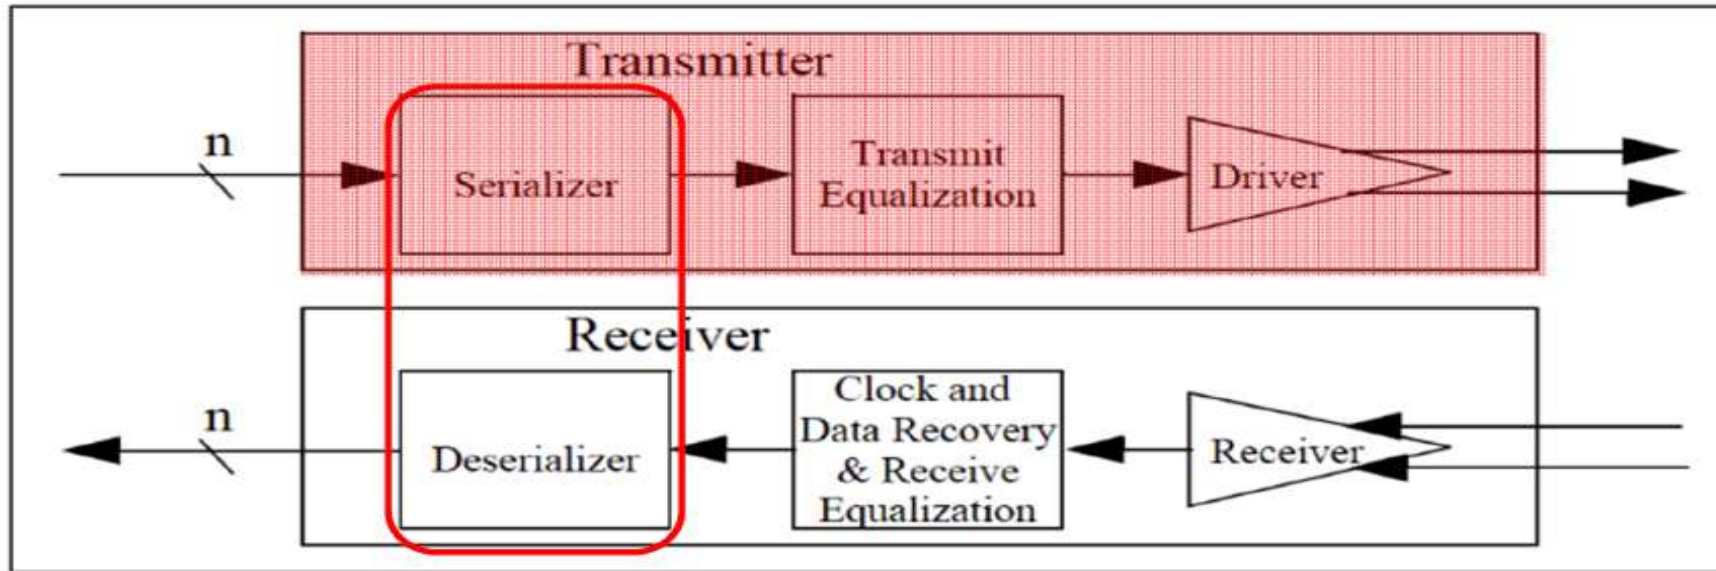 Transmitter
n
Serializer
Transmit
Equalization
Driver
Receiver
n
Deserializer
Clock and
Data Recovery
& Receive
Equalization
Receiver